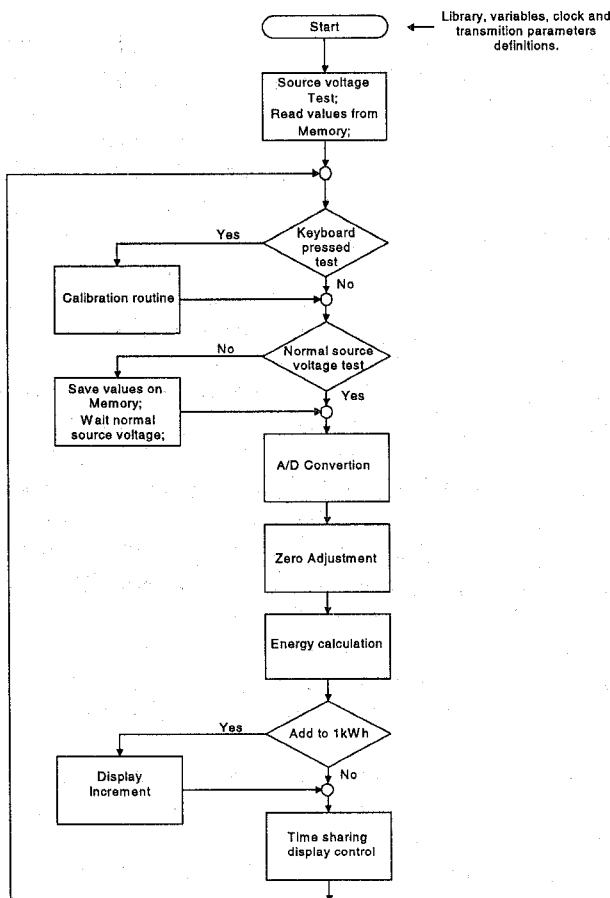 Start
Library, variables, clock and
transmition parameters
definitions.
Source voltage
Test;
Read values from
Memory;
Yes
Keyboard
pressed
test
No
Calibration routine
No
Normal source
voltage test
Yes
Save values on
Memory;
Wait normal
source voltage;
A/D Convertion
Zero Adjustment
Energy calculation
Yes
Add to 1kWh
No
Display
Increment
Time sharing
display control